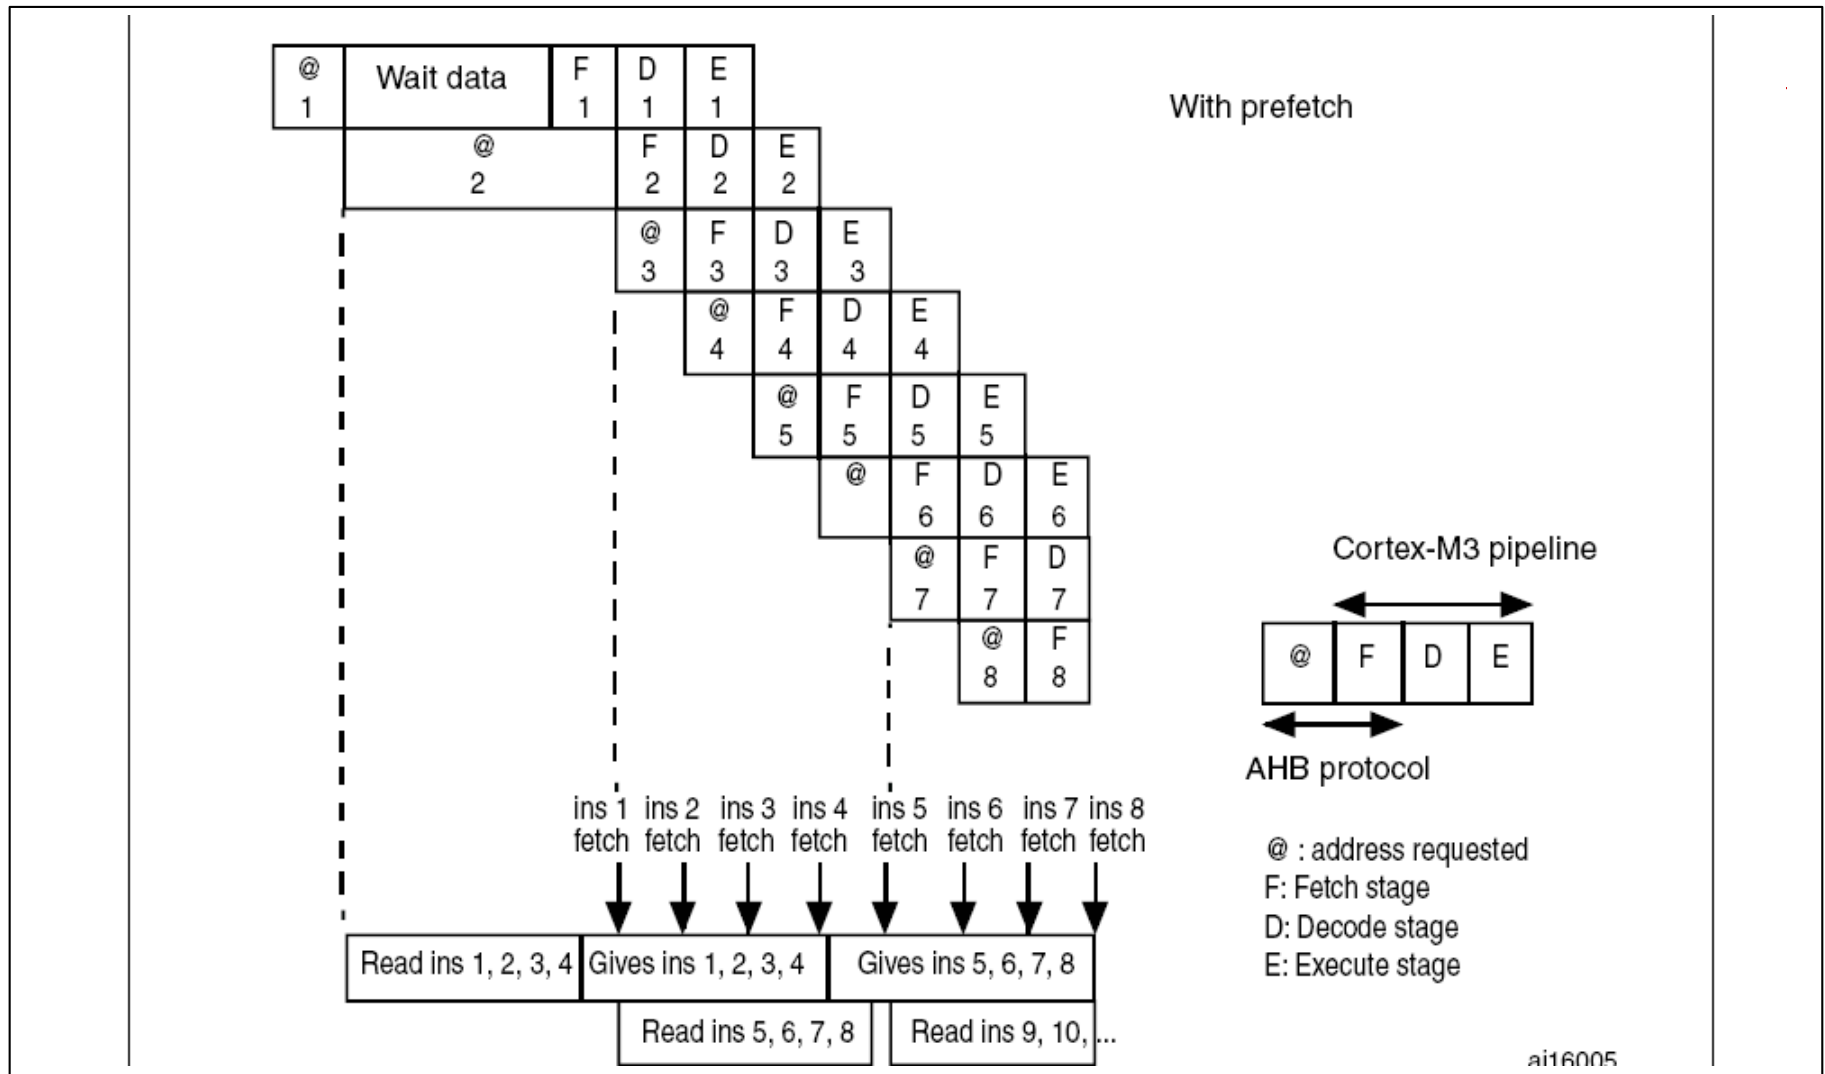 @ Wait data F D E
1 1 1 1
With prefetch
@ F D E
2 2 2 2
@ F D E
3 3 3 3
@ F D E
4 4 4 4
@ F D E
5 5 5 5
@ F D E
6 6 6
@ F D
7 7 7
@ F
8 8
Cortex-M3 pipeline
@ F D E
AHB protocol
ins 1 ins 2 ins 3 ins 4 ins 5 ins 6 ins 7 ins 8
fetch fetch fetch fetch fetch fetch fetch fetch
@ : address requested
F: Fetch stage
D: Decode stage
E: Execute stage
Read ins 1, 2, 3, 4 Gives ins 1, 2, 3, 4 Gives ins 5, 6, 7, 8
Read ins 5, 6, 7, 8 Read ins 9, 10, ...
ai16005